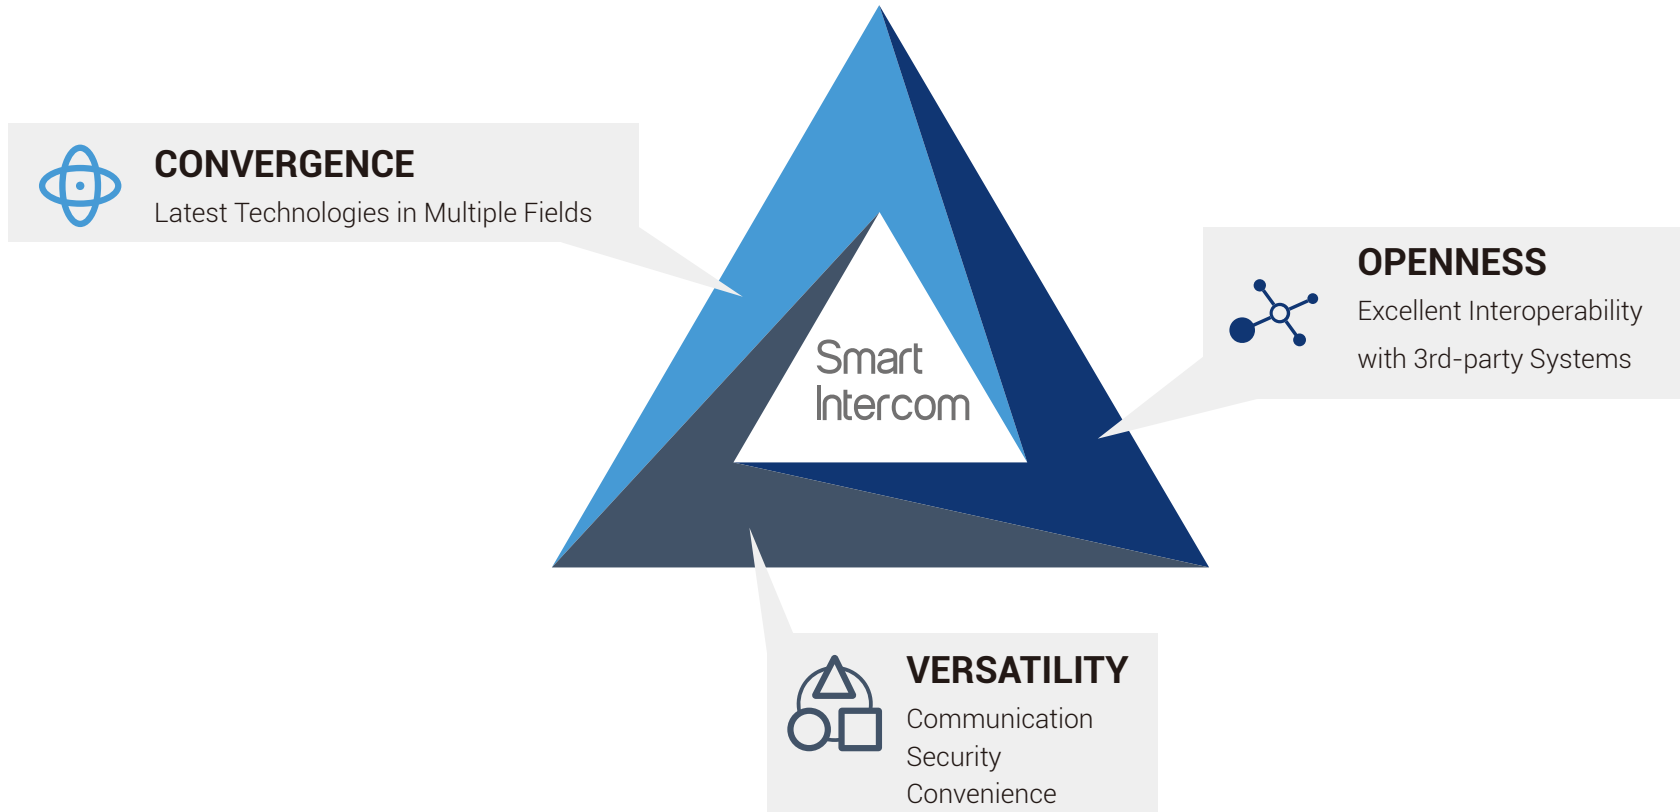 CONVERGENCE
Latest Technologies in Multiple Fields
OPENNESS
Excellent Interoperability
with 3rd-party Systems
Smart
Intercom
VERSATILITY
Communication
Security
Convenience